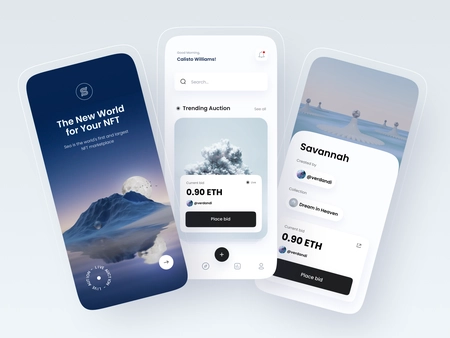 The New World
for Your NFT
Sea is the world's first and largest
NFT marketplace
LIVE AUCTION
Good Morning,
Calista Williams!
Search..
Trending Auction
See all
Current bid
0.90 ETH
@verdandi
Place bid
Savannah
Created by
@verdandi
Collection
Dream in Heaven
Current bid
0.90 ETH
@verdandi
Place bid